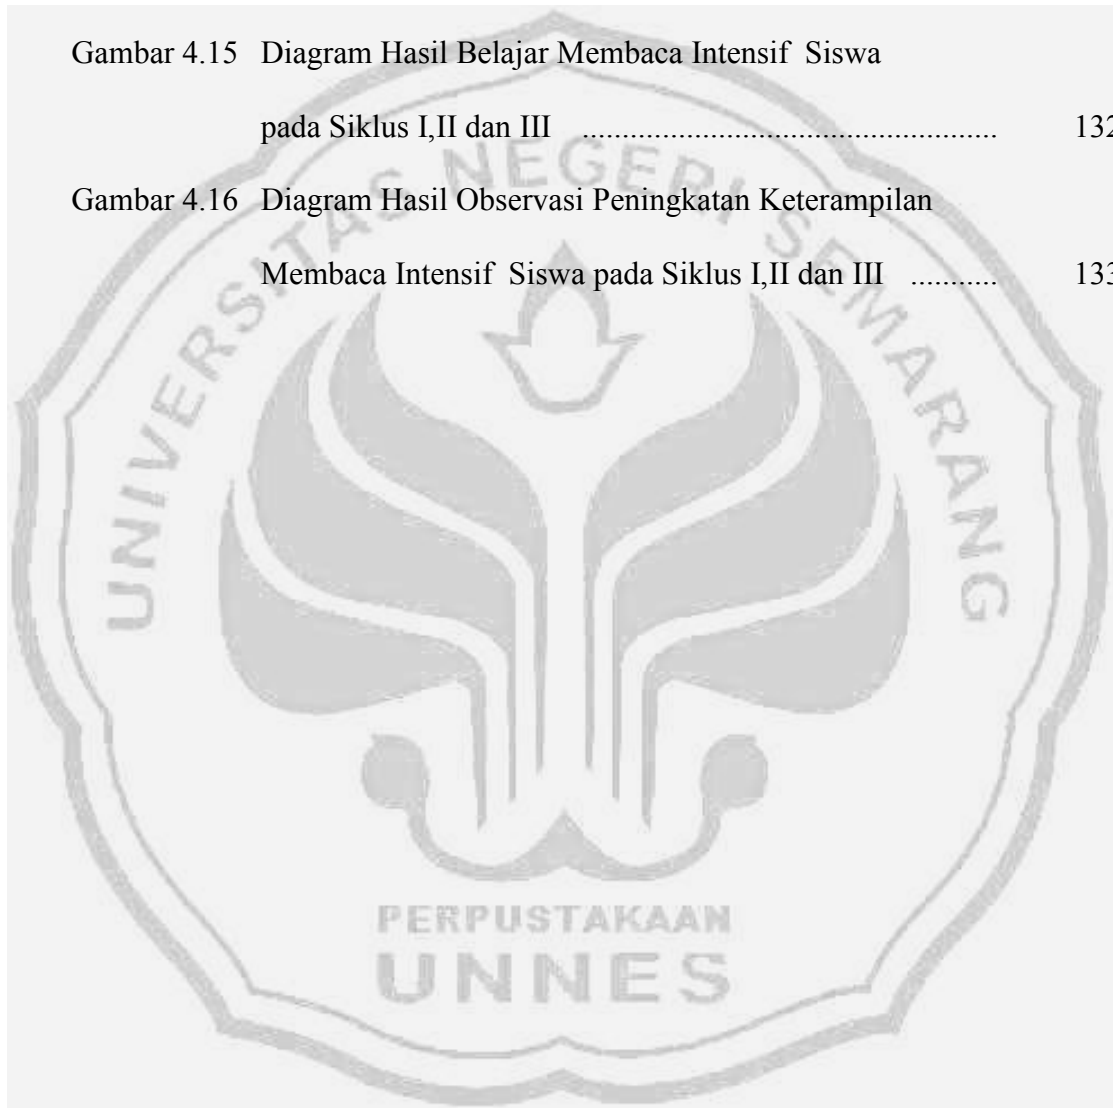 Gambar 4.15 Diagram Hasil Belajar Membaca Intensif Siswa
pada Siklus I,II dan III .................................................... 132
Gambar 4.16 Diagram Hasil Observasi Peningkatan Keterampilan
Membaca Intensif Siswa pada Siklus I,II dan III ........... 133
UNIVERSITAS NEGERI SEMARANG
PERPUSTAKAAN
UNNES